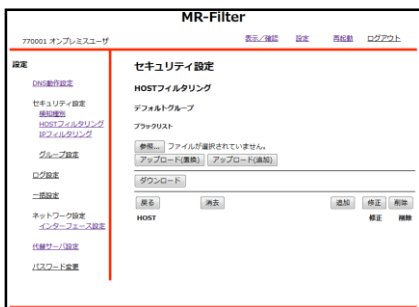 MR-Filter
770001 オンプレミスユーザ 表示／確認 設定 再起動 ログアウト
設定
DNS動作設定
セキュリティ設定
検知種別
HOSTフィルタリング
IPフィルタリング
グループ設定
ログ設定
一括設定
ネットワーク設定
インターフェース設定
代替サーバ設定
パスワード変更
セキュリティ設定
HOSTフィルタリング
デフォルトグループ
ブラックリスト
参照... ファイルが選択されていません。
アップロード(置換) アップロード(追加)
ダウンロード
戻る 消去 追加 修正 削除
HOST 修正 削除